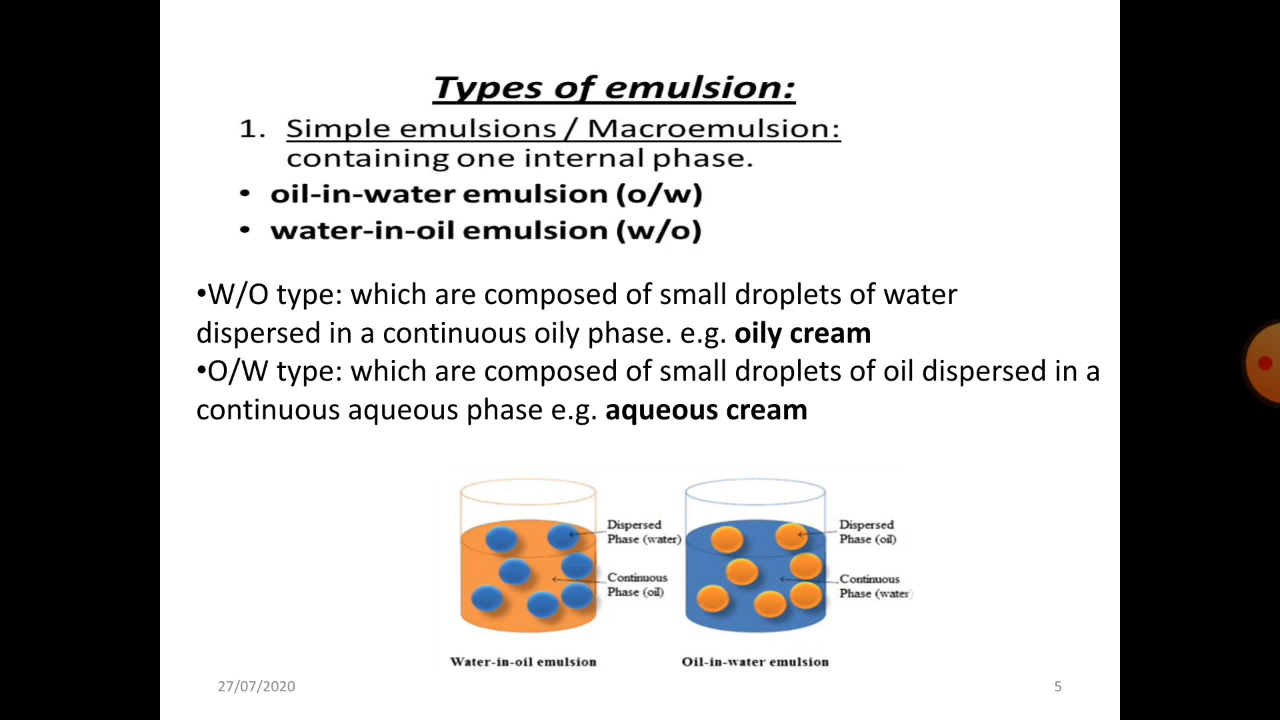 Types of emulsion:
1. Simple emulsions / Macroemulsion:
containing one internal phase.
• oil-in-water emulsion (o/w)
• water-in-oil emulsion (w/o)
•W/O type: which are composed of small droplets of water
dispersed in a continuous oily phase. e.g. oily cream
•O/W type: which are composed of small droplets of oil dispersed in a
continuous aqueous phase e.g. aqueous cream
Dispersed
Phase (water)
Continuous
Phase (oil)
Water-in-oil emulsion
Dispersed
Phase (oil)
Continuous
Phase (water)
Oil-in-water emulsion
27/07/2020
5